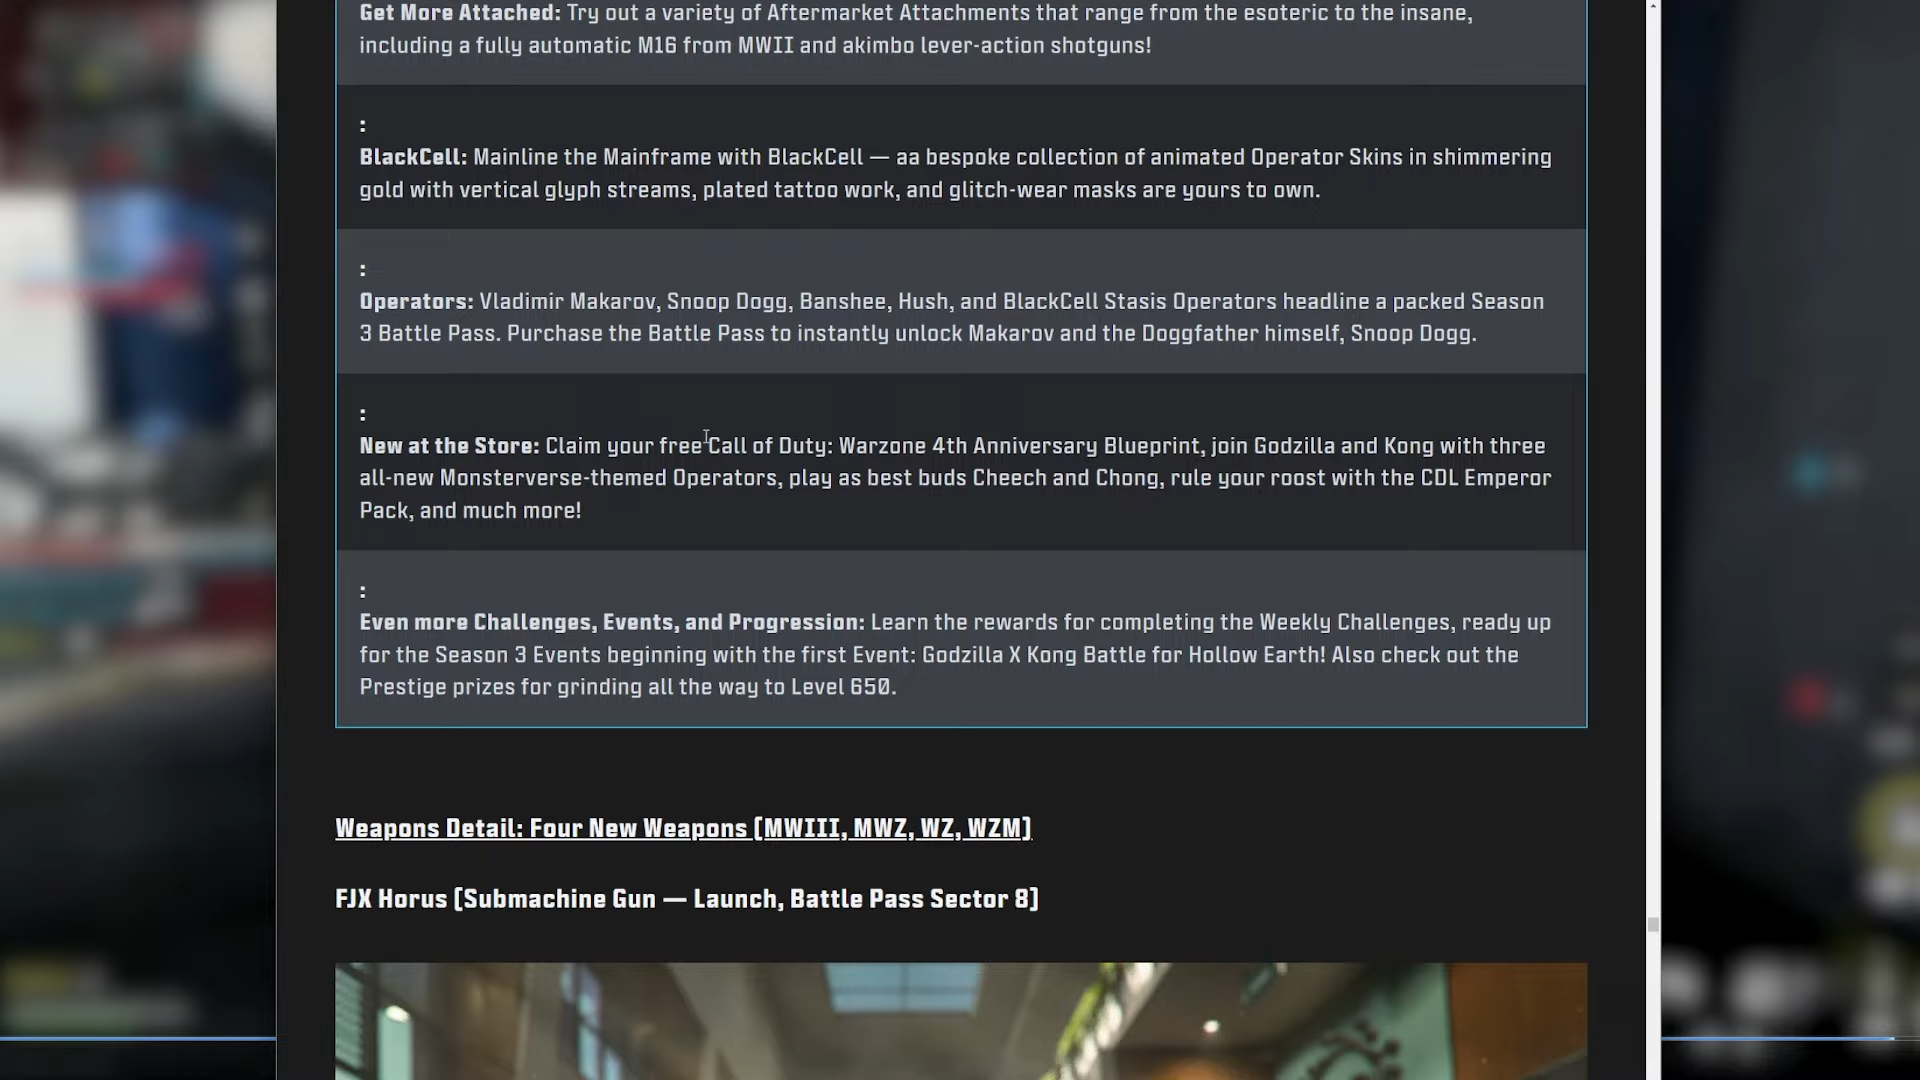 Get More Attached: Try out a variety of Aftermarket Attachments that range from the esoteric to the insane,
including a fully automatic M16 from MWII and akimbo lever-action shotguns!
:
BlackCell: Mainline the Mainframe with BlackCell — aa bespoke collection of animated Operator Skins in shimmering
gold with vertical glyph streams, plated tattoo work, and glitch-wear masks are yours to own.
:
Operators: Vladimir Makarov, Snoop Dogg, Banshee, Hush, and BlackCell Stasis Operators headline a packed Season
3 Battle Pass. Purchase the Battle Pass to instantly unlock Makarov and the Doggfather himself, Snoop Dogg.
:
New at the Store: Claim your free Call of Duty: Warzone 4th Anniversary Blueprint, join Godzilla and Kong with three
all-new Monsterverse-themed Operators, play as best buds Cheech and Chong, rule your roost with the CDL Emperor
Pack, and much more!
:
Even more Challenges, Events, and Progression: Learn the rewards for completing the Weekly Challenges, ready up
for the Season 3 Events beginning with the first Event: Godzilla X Kong Battle for Hollow Earth! Also check out the
Prestige prizes for grinding all the way to Level 650.
Weapons Detail: Four New Weapons (MWIII, MWZ, WZ, WZM)
FJX Horus (Submachine Gun — Launch, Battle Pass Sector 8)